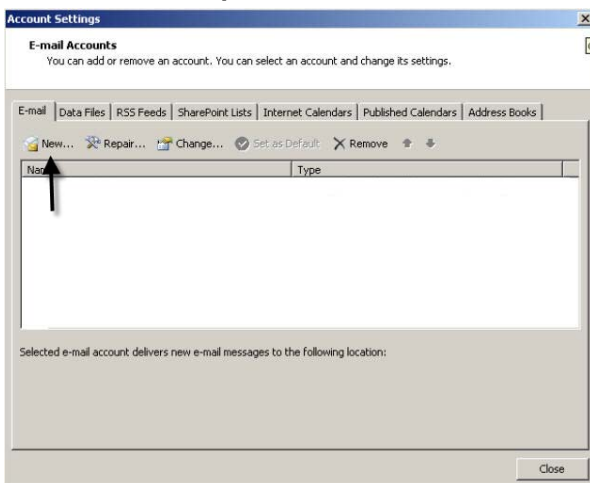 Account Settings
E-mail Accounts
You can add or remove an account. You can select an account and change its settings.
E-mail Data Files RSS Feeds SharePoint Lists Internet Calendars Published Calendars Address Books
New... Repair... Change... Set as Default Remove
Type
Selected e-mail account delivers new e-mail messages to the following location:
Close